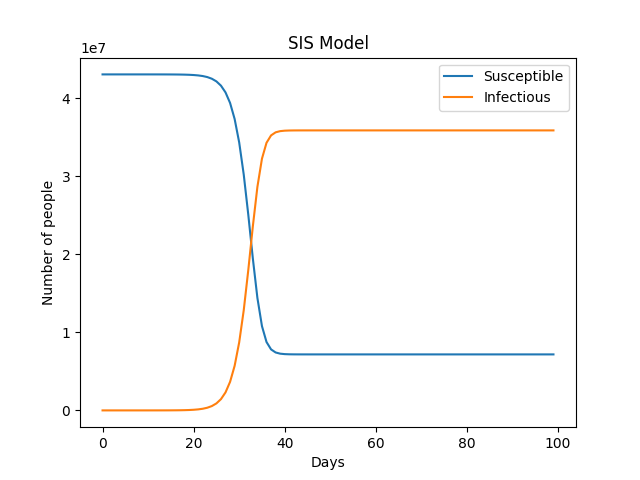 SIS Model
1e7
Susceptible
Infectious
4
3
2
1
0
Number of people
0 20 40 60 80 100
Days